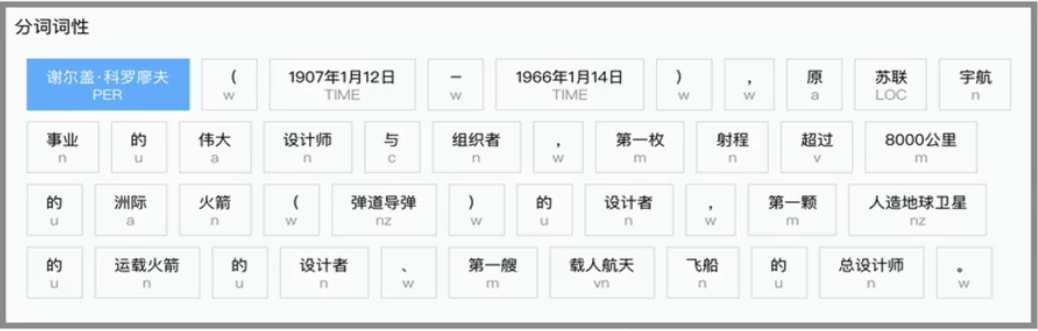 分词词性
谢尔盖·科罗廖夫 ( 1907年1月12日 – 1966年1月14日 ) , 原 苏联 宇航
PER w TIME w TIME w w a LOC n
事业 的 伟大 设计师 与 组织者 , 第一枚 射程 超过 8000公里
n u a n c n w m n v m
的 洲际 火箭 ( 弹道导弹 ) 的 设计者 , 第一颗 人造地球卫星
u a n w nz w u n w m nz
的 运载火箭 的 设计者 、 第一艘 载人航天 飞船 的 总设计师 。
u n u n w m vn n u n w